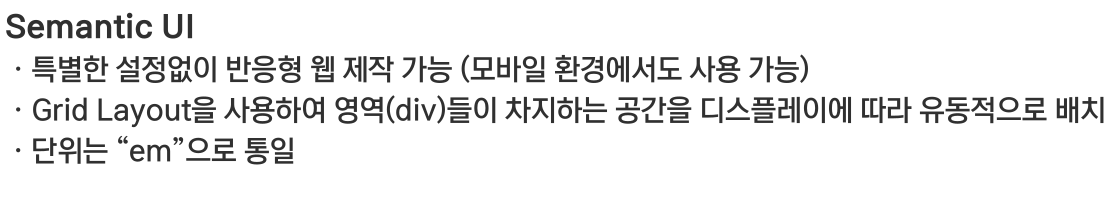 Semantic UI
· 특별한 설정없이 반응형 웹 제작 가능 (모바일 환경에서도 사용 가능)
· Grid Layout을 사용하여 영역(div)들이 차지하는 공간을 디스플레이에 따라 유동적으로 배치
· 단위는 “em”으로 통일